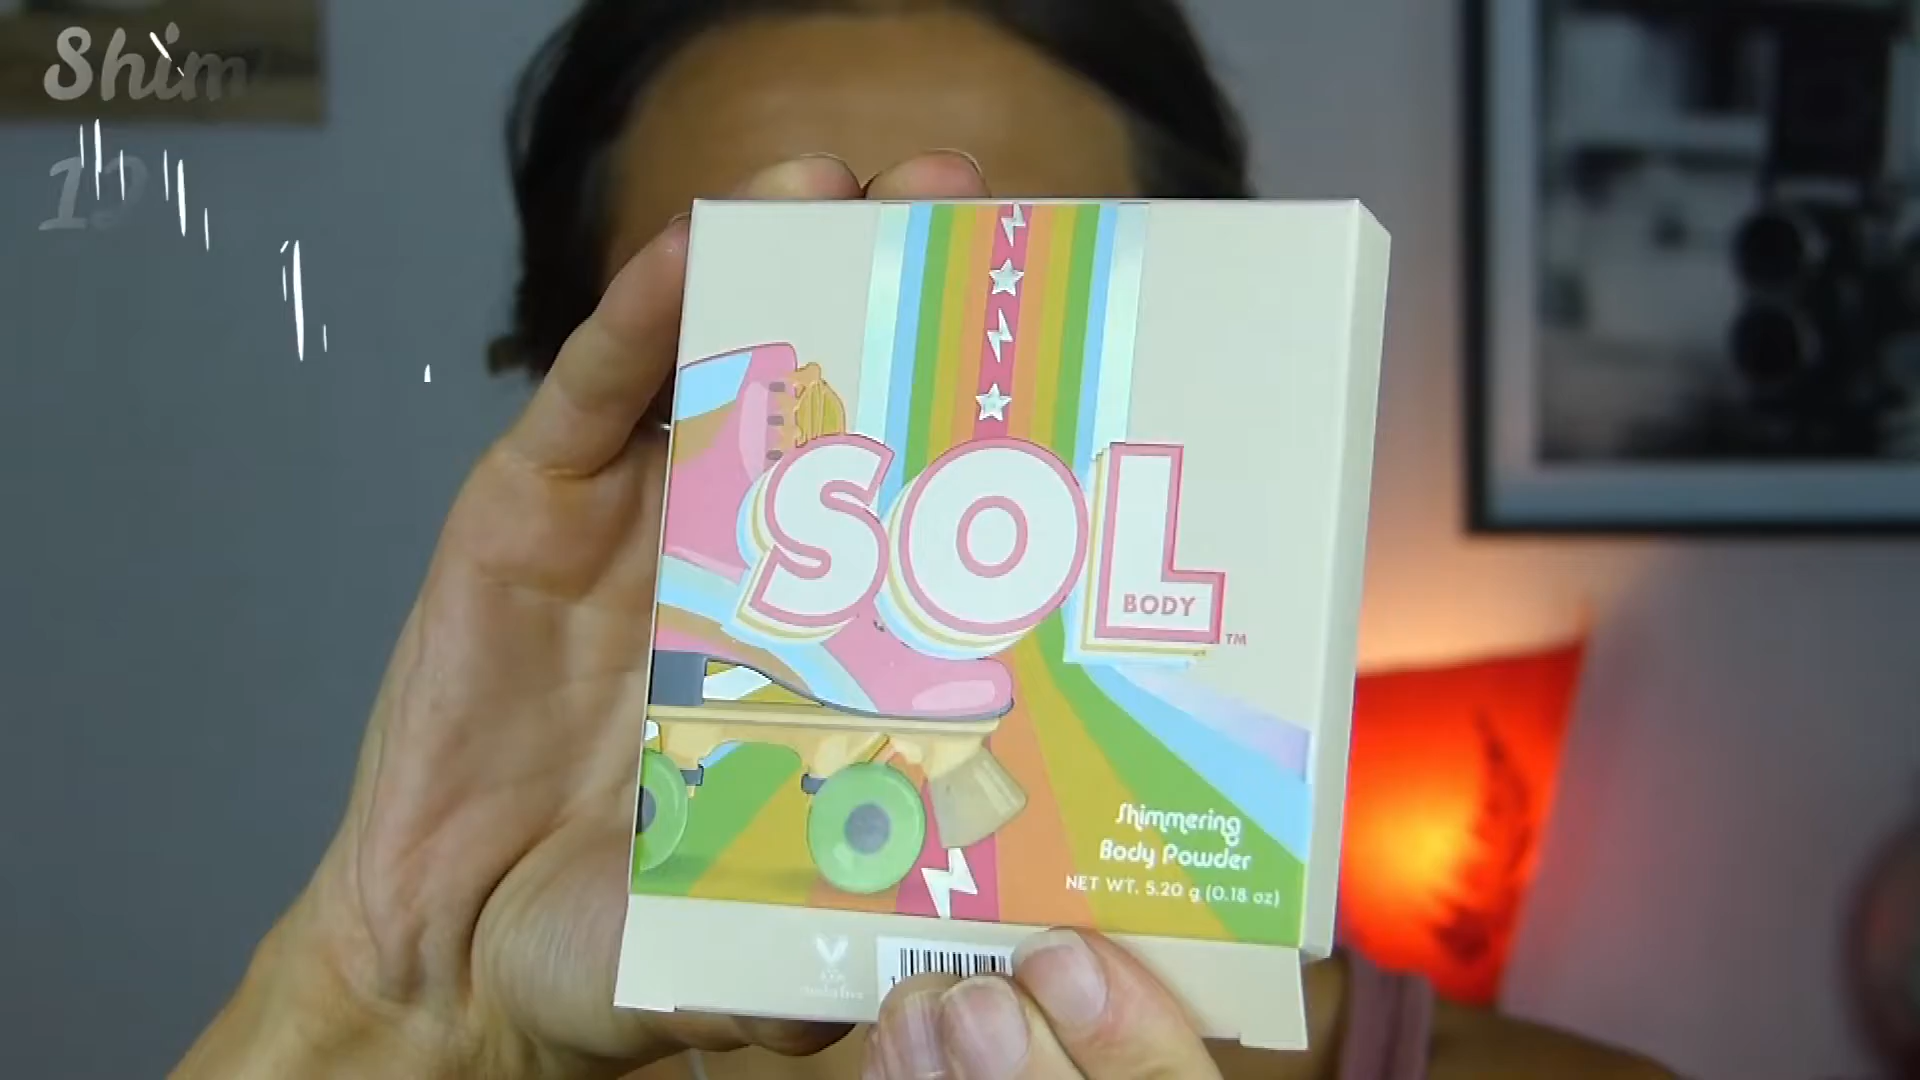 Shim
SOL
BODY
TM
Shimmering
Body Powder
NET WT. 5.20 g (0.18 oz)